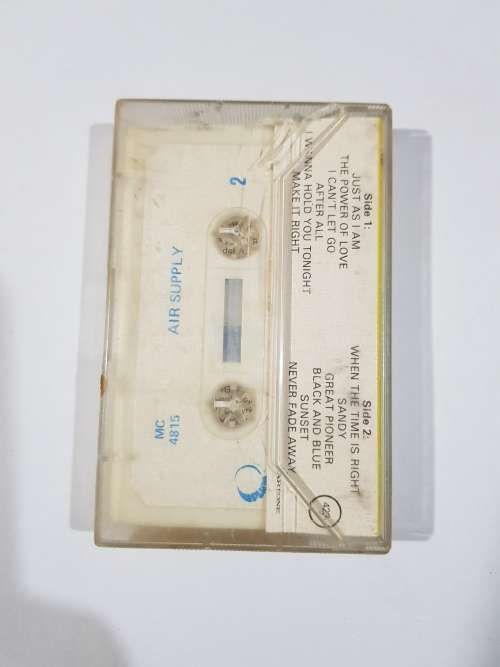 Side 1:
JUST AS I AM
THE POWER OF LOVE
I CAN'T LET GO
AFTER ALL
I WANNA HOLD YOU TONIGHT
MAKE IT RIGHT
Side 2:
WHEN THE TIME IS RIGHT
SANDY
GREAT PIONEER
BLACK AND BLUE
SUNSET
NEVER FADE AWAY
2
AIR SUPPLY
MC
4815